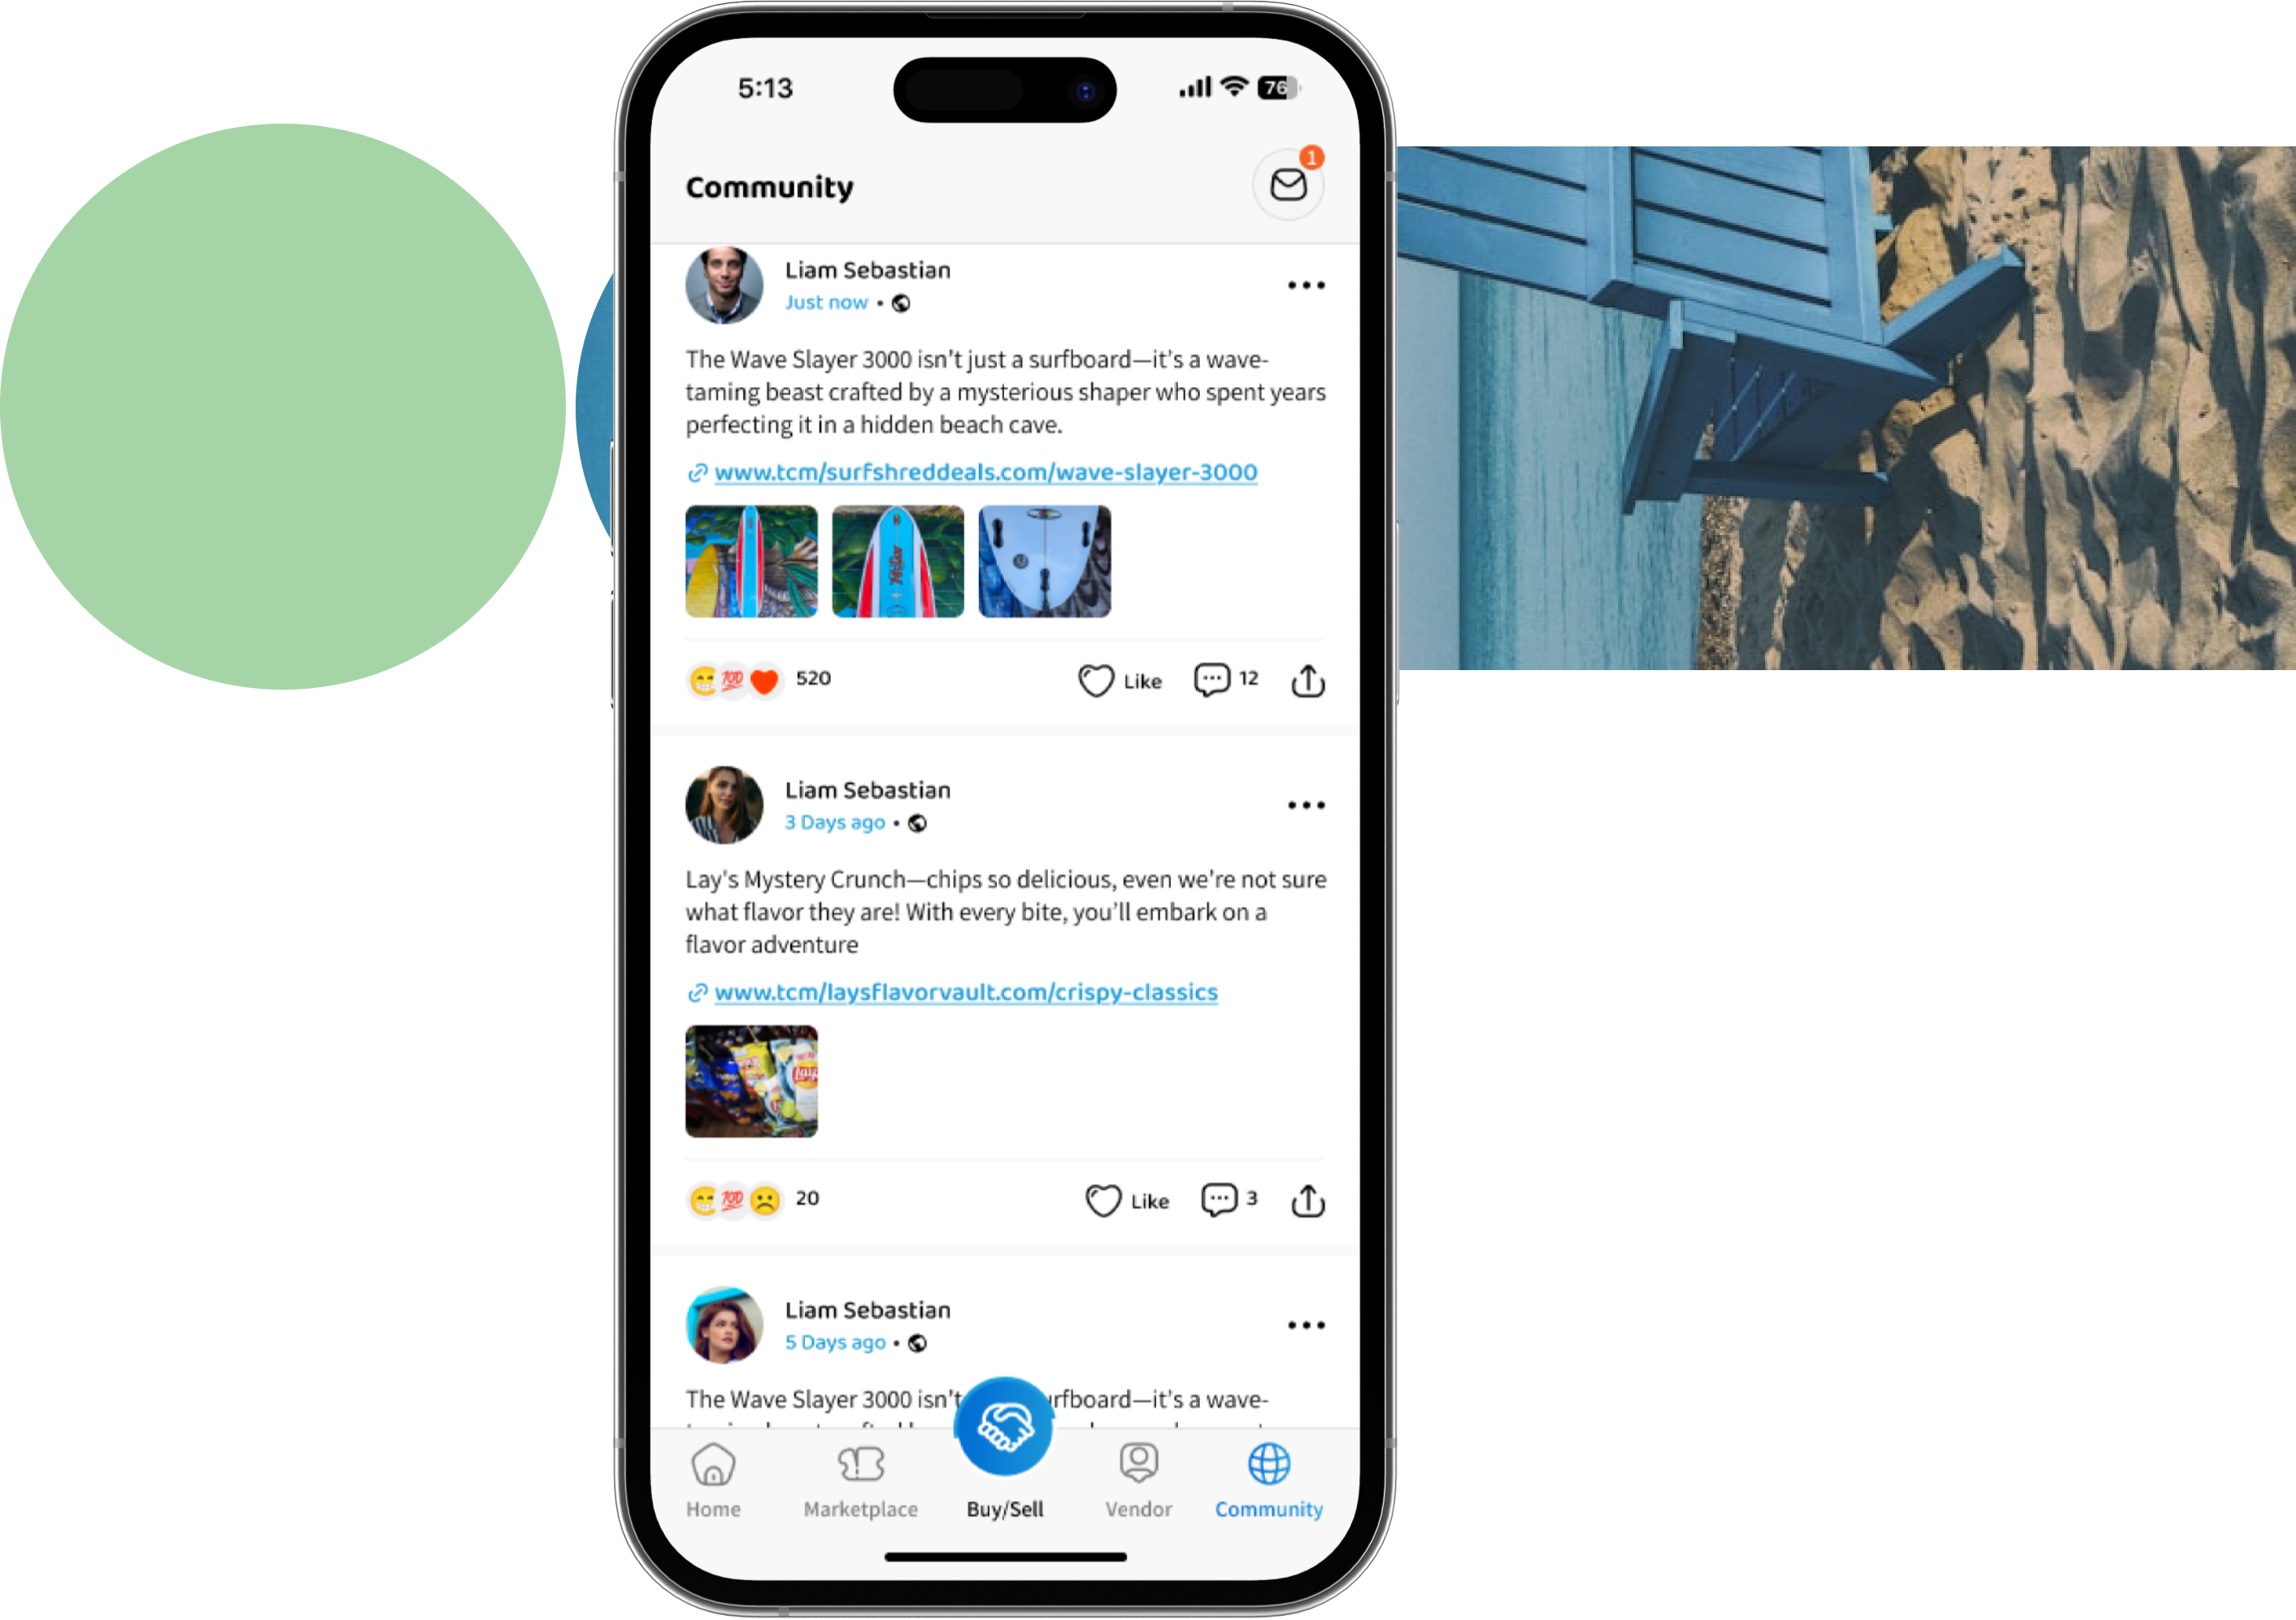 5:13
76
Community
1
Liam Sebastian
Just now •
The Wave Slayer 3000 isn't just a surfboard—it's a wave-
taming beast crafted by a mysterious shaper who spent years
perfecting it in a hidden beach cave.
www.tcm/surfshreddeals.com/wave-slayer-3000
520
Like
12
Liam Sebastian
3 Days ago •
Lay's Mystery Crunch—chips so delicious, even we're not sure
what flavor they are! With every bite, you'll embark on a
flavor adventure
www.tcm/laysflavorvault.com/crispy-classics
20
Like
3
Liam Sebastian
5 Days ago •
The Wave Slayer 3000 isn't rfboard—it's a wave-
Home
Marketplace
Buy/Sell
Vendor
Community